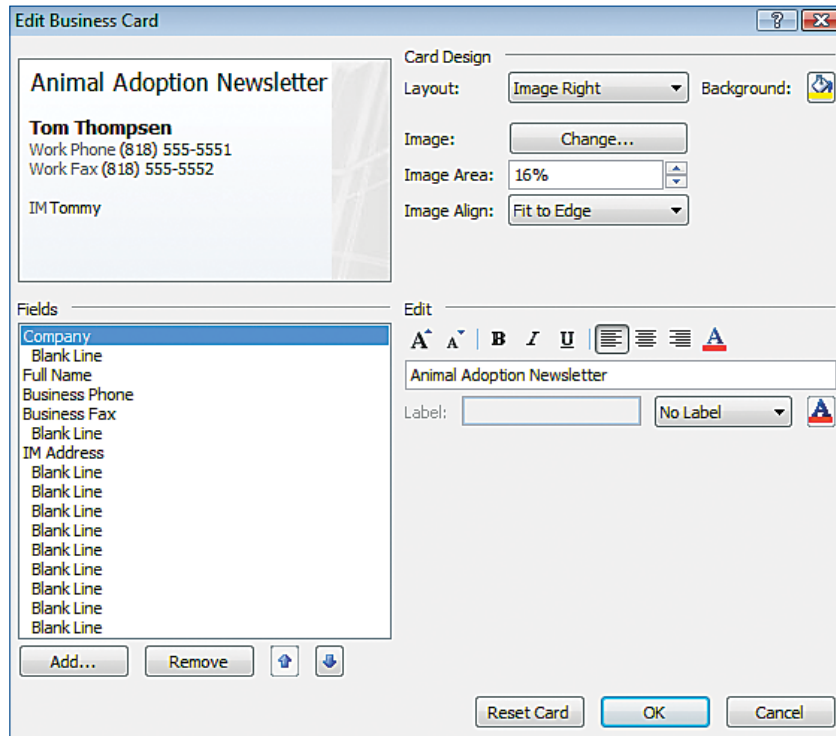 Edit Business Card
Animal Adoption Newsletter
Tom Thompsen
Work Phone (818) 555-5551
Work Fax (818) 555-5552
IM Tommy
Card Design
Layout: Image Right Background:
Image: Change...
Image Area: 16%
Image Align: Fit to Edge
Fields
Company
Blank Line
Full Name
Business Phone
Business Fax
Blank Line
IM Address
Blank Line
Blank Line
Blank Line
Blank Line
Blank Line
Blank Line
Blank Line
Blank Line
Blank Line
Add... Remove
Edit
A A B I U A
Animal Adoption Newsletter
Label: No Label A
Reset Card OK Cancel